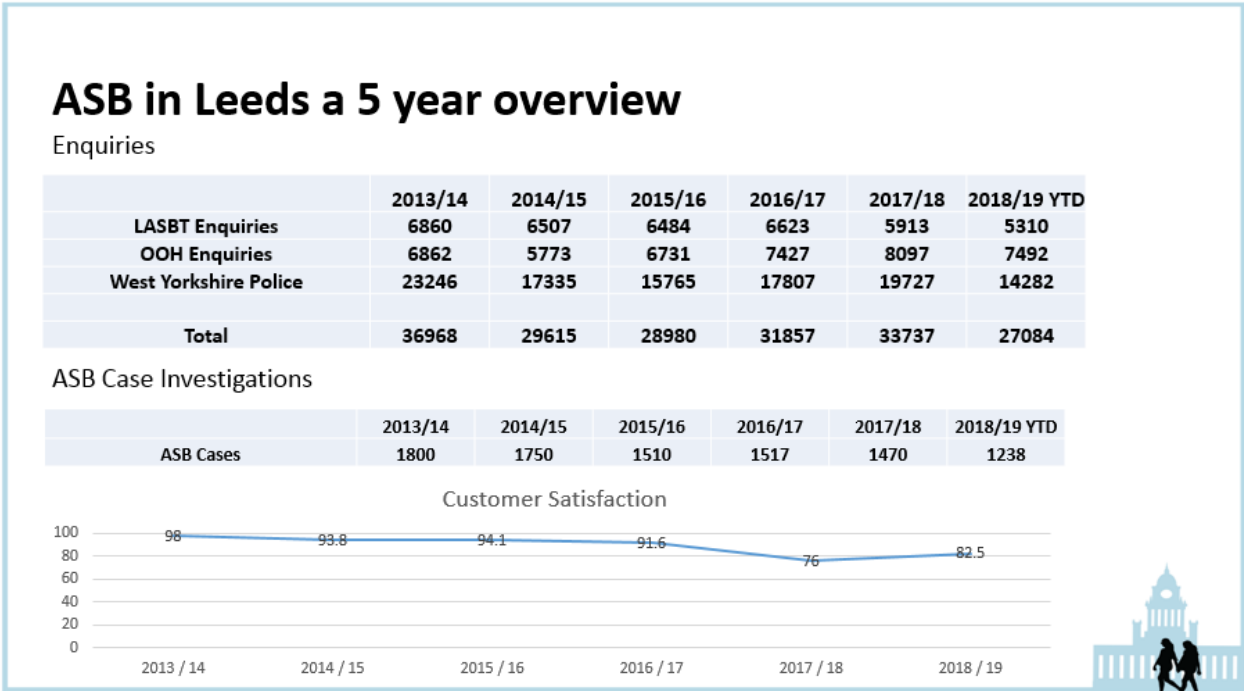 ASB in Leeds a 5 year overview
Enquiries
2013/14 2014/15 2015/16 2016/17 2017/18 2018/19 YTD
LASBT Enquiries 6860 6507 6484 6623 5913 5310
OOH Enquiries 6862 5773 6731 7427 8097 7492
West Yorkshire Police 23246 17335 15765 17807 19727 14282
Total 36968 29615 28980 31857 33737 27084
ASB Case Investigations
2013/14 2014/15 2015/16 2016/17 2017/18 2018/19 YTD
ASB Cases 1800 1750 1510 1517 1470 1238
Customer Satisfaction
100
80
60
40
20
0
98 93.8 94.1 91.6 76 82.5
2013 / 14 2014 / 15 2015 / 16 2016 / 17 2017 / 18 2018 / 19